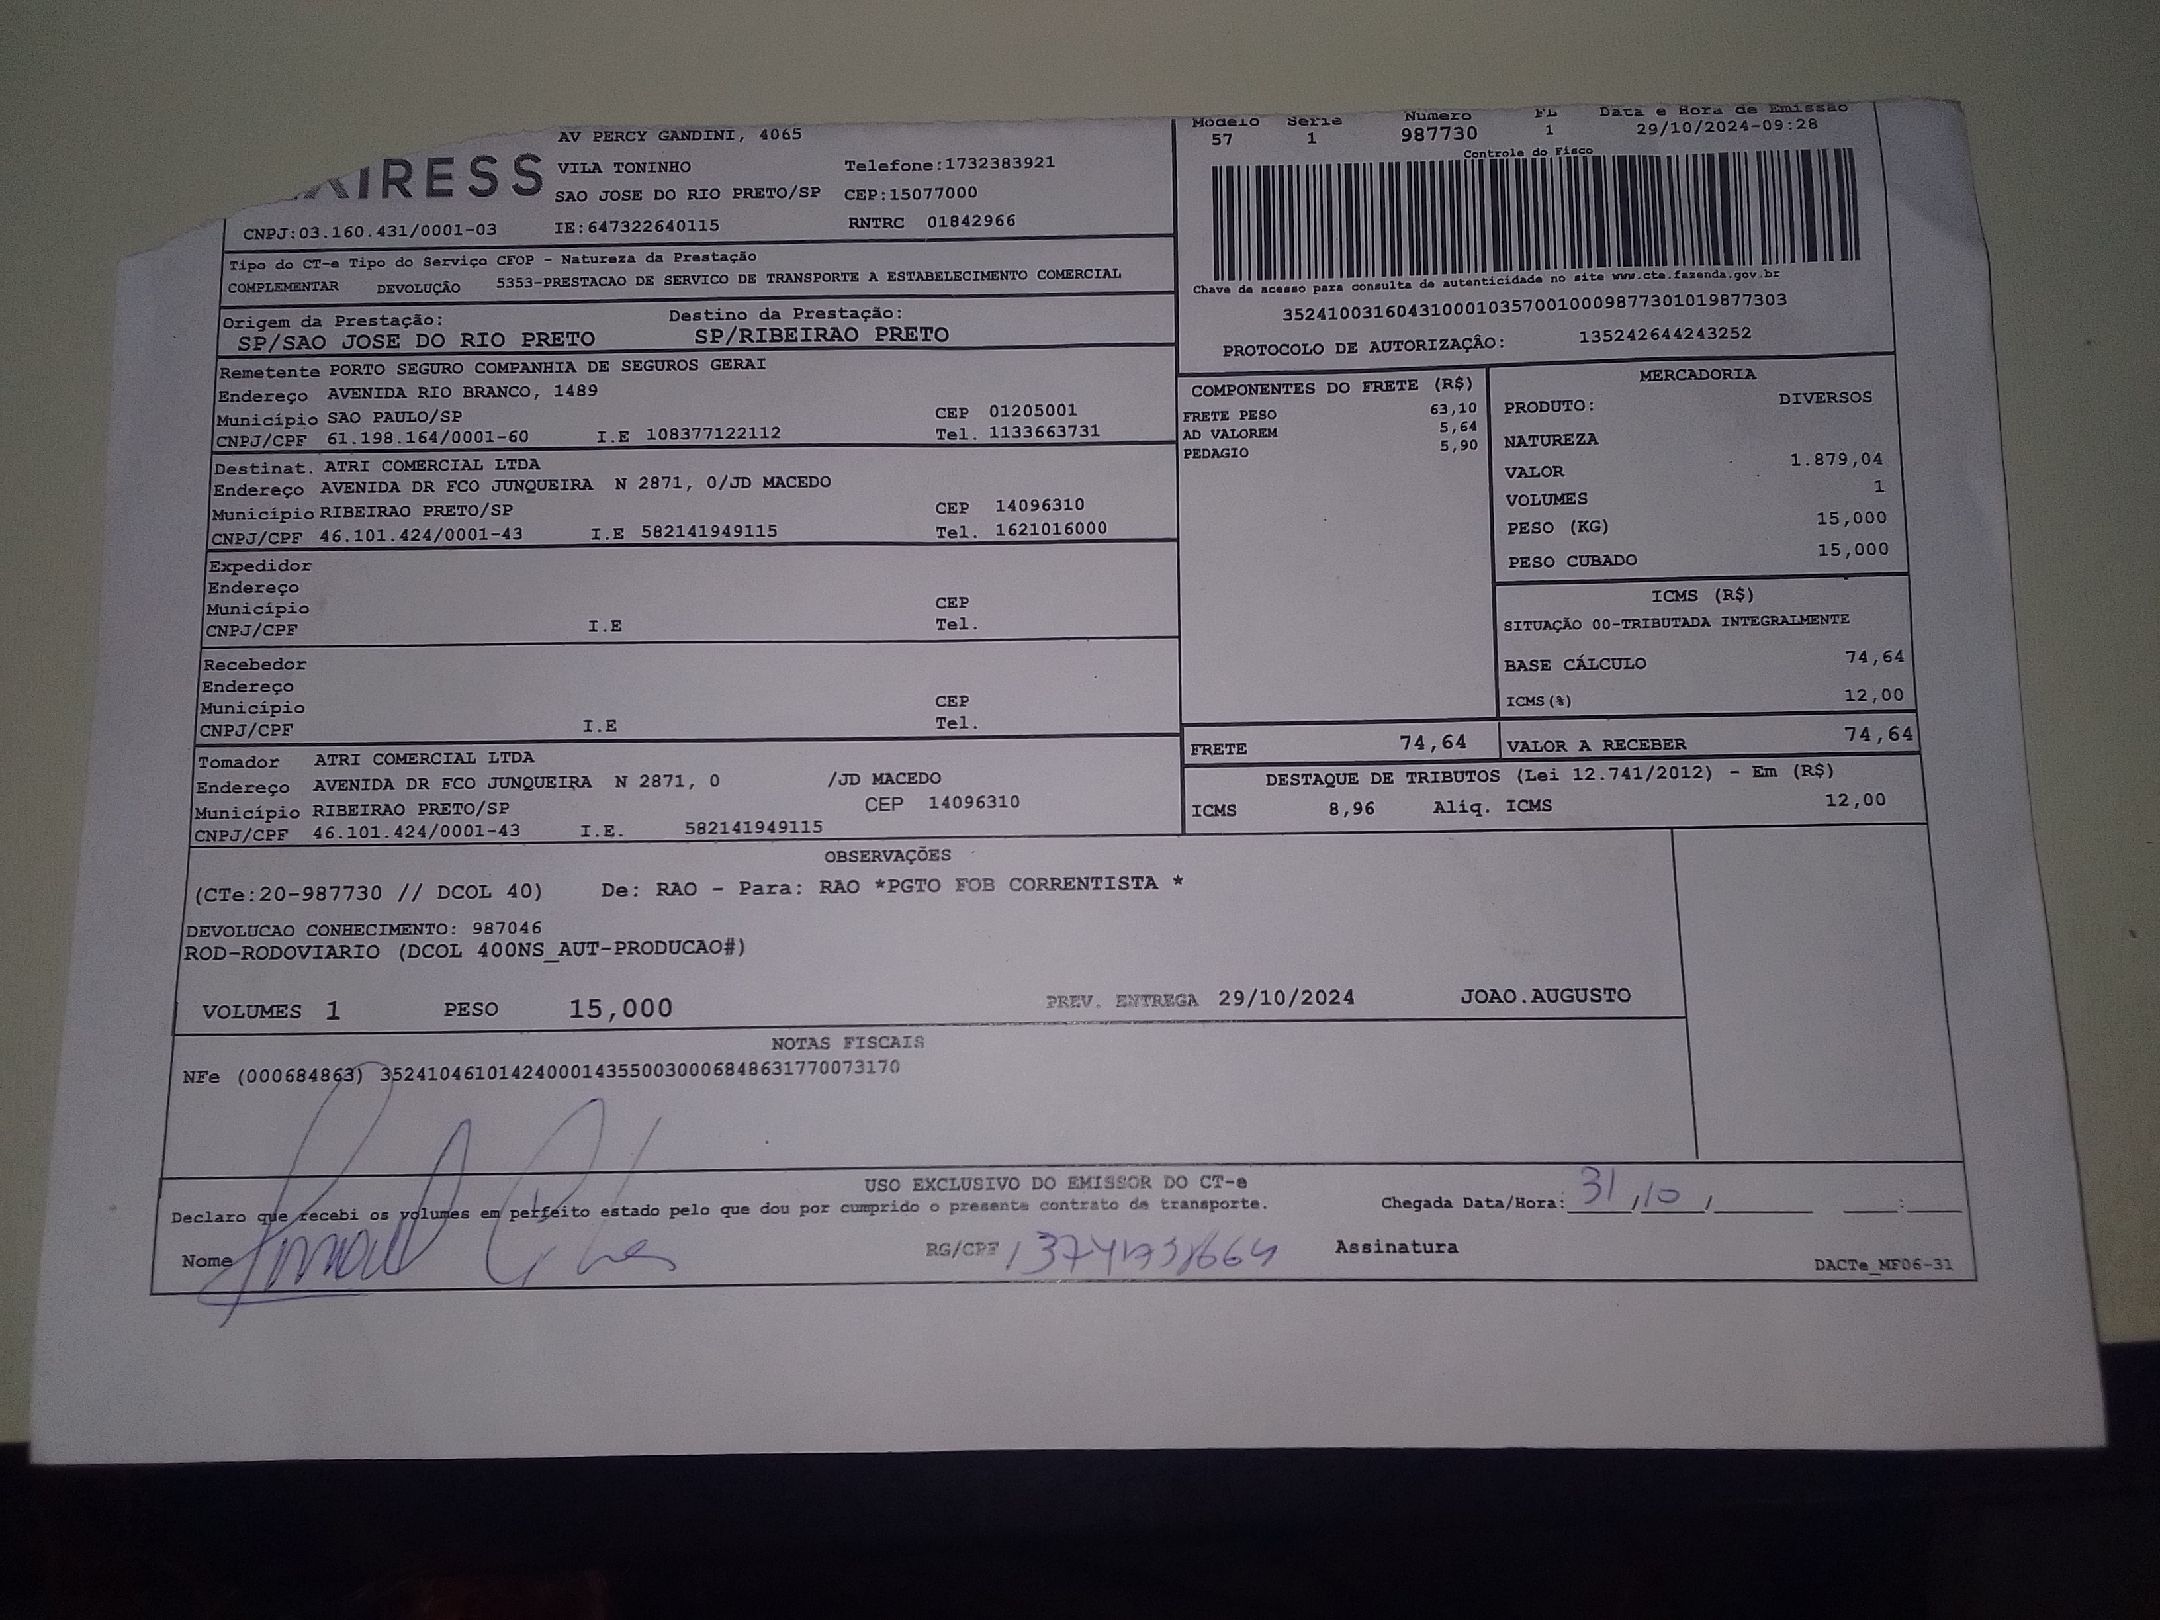 AV PERCY GANDINI, 4065
IRESS VILA TONINHO Telefone:1732383921
SAO JOSE DO RIO PRETO/SP CEP:15077000
CNPJ:03.160.431/0001-03 IE:647322640115 RNTRC 01842966
Modelo Serie Numero FL Data e Hora de Emissao
57 1 987730 1 29/10/2024-09:28
Controle do Fisco
Chave de acesso para consulta de autenticidade no site www.cte.fazenda.gov.br
35241003160431000103570010009877301019877303
PROTOCOLO DE AUTORIZAÇÃO: 135242644243252
Tipo do CT-e Tipo do Serviço CFOP - Natureza da Prestação
COMPLEMENTAR DEVOLUÇÃO 5353-PRESTACAO DE SERVICO DE TRANSPORTE A ESTABELECIMENTO COMERCIAL
Origem da Prestação: Destino da Prestação:
SP/SAO JOSE DO RIO PRETO SP/RIBEIRAO PRETO
Remetente PORTO SEGURO COMPANHIA DE SEGUROS GERAI
Endereço AVENIDA RIO BRANCO, 1489
Município SAO PAULO/SP CEP 01205001
CNPJ/CPF 61.198.164/0001-60 I.E 108377122112 Tel. 1133663731
Destinat. ATRI COMERCIAL LTDA
Endereço AVENIDA DR FCO JUNQUEIRA N 2871, 0/JD MACEDO
Município RIBEIRAO PRETO/SP CEP 14096310
CNPJ/CPF 46.101.424/0001-43 I.E 582141949115 Tel. 1621016000
Expedidor
Endereço
Município CEP
CNPJ/CPF I.E Tel.
Recebedor
Endereço
Município CEP
CNPJ/CPF I.E Tel.
Tomador ATRI COMERCIAL LTDA
Endereço AVENIDA DR FCO JUNQUEIRA N 2871, 0 /JD MACEDO
Município RIBEIRAO PRETO/SP CEP 14096310
CNPJ/CPF 46.101.424/0001-43 I.E. 582141949115
COMPONENTES DO FRETE (R$)
FRETE PESO 63,10
AD VALOREM 5,64
PEDAGIO 5,90
MERCADORIA
PRODUTO: DIVERSOS
NATUREZA
VALOR 1.879,04
VOLUMES 1
PESO (KG) 15,000
PESO CUBADO 15,000
ICMS (R$)
SITUAÇÃO 00-TRIBUTADA INTEGRALMENTE
BASE CÁLCULO 74,64
ICMS(%) 12,00
FRETE 74,64 VALOR A RECEBER 74,64
DESTAQUE DE TRIBUTOS (Lei 12.741/2012) - Em (R$)
ICMS 8,96 Aliq. ICMS 12,00
OBSERVAÇÕES
(CTe:20-987730 // DCOL 40) De: RAO - Para: RAO *PGTO FOB CORRENTISTA *
DEVOLUCAO CONHECIMENTO: 987046
ROD-RODOVIARIO (DCOL 400NS_AUT-PRODUCAO#)
VOLUMES 1 PESO 15,000 PREV. ENTREGA 29/10/2024 JOAO.AUGUSTO
NOTAS FISCAIS
NFe (000684863) 35241046101424000143550030006848631770073170
USO EXCLUSIVO DO EMISSOR DO CT-e
Declaro que recebi os volumes em perfeito estado pelo que dou por cumprido o presente contrato de transporte. Chegada Data/Hora: 31/10/ :
Nome RG/CPF Assinatura
DACTe_MF06-31